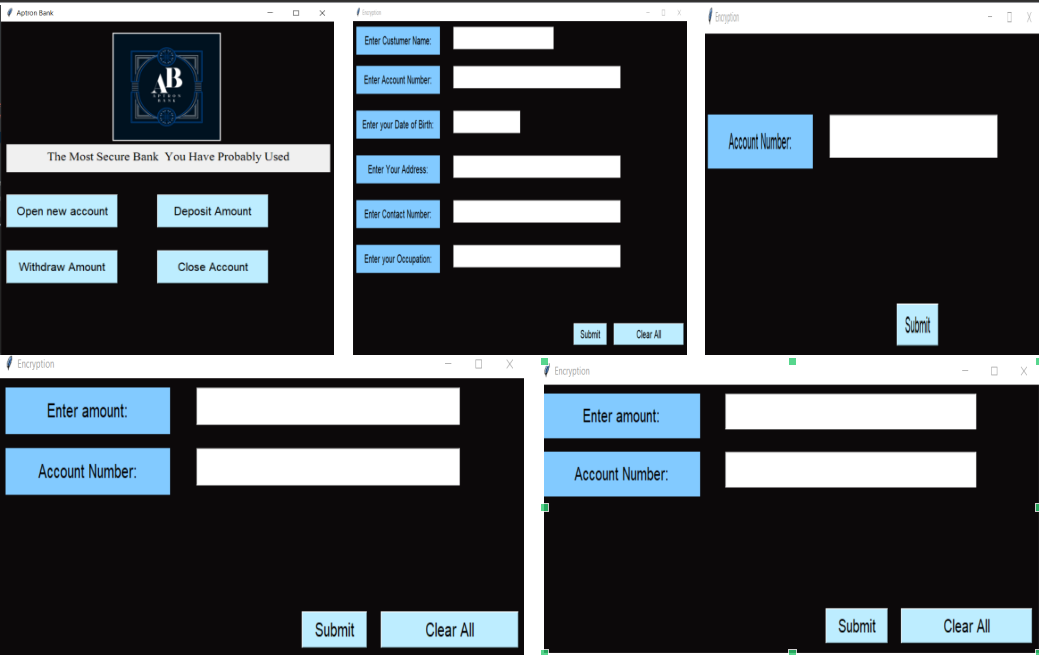 Aptron Bank
AB
APTRON
BANK
The Most Secure Bank You Have Probably Used
Open new account
Deposit Amount
Withdraw Amount
Close Account
Encryption
Enter Custumer Name:
Enter Account Number:
Enter your Date of Birth:
Enter Your Address:
Enter Contact Number:
Enter your Occupation:
Submit
Clear All
Encryption
Account Number:
Submit
Encryption
Enter amount:
Account Number:
Submit
Clear All
Encryption
Enter amount:
Account Number:
Submit
Clear All